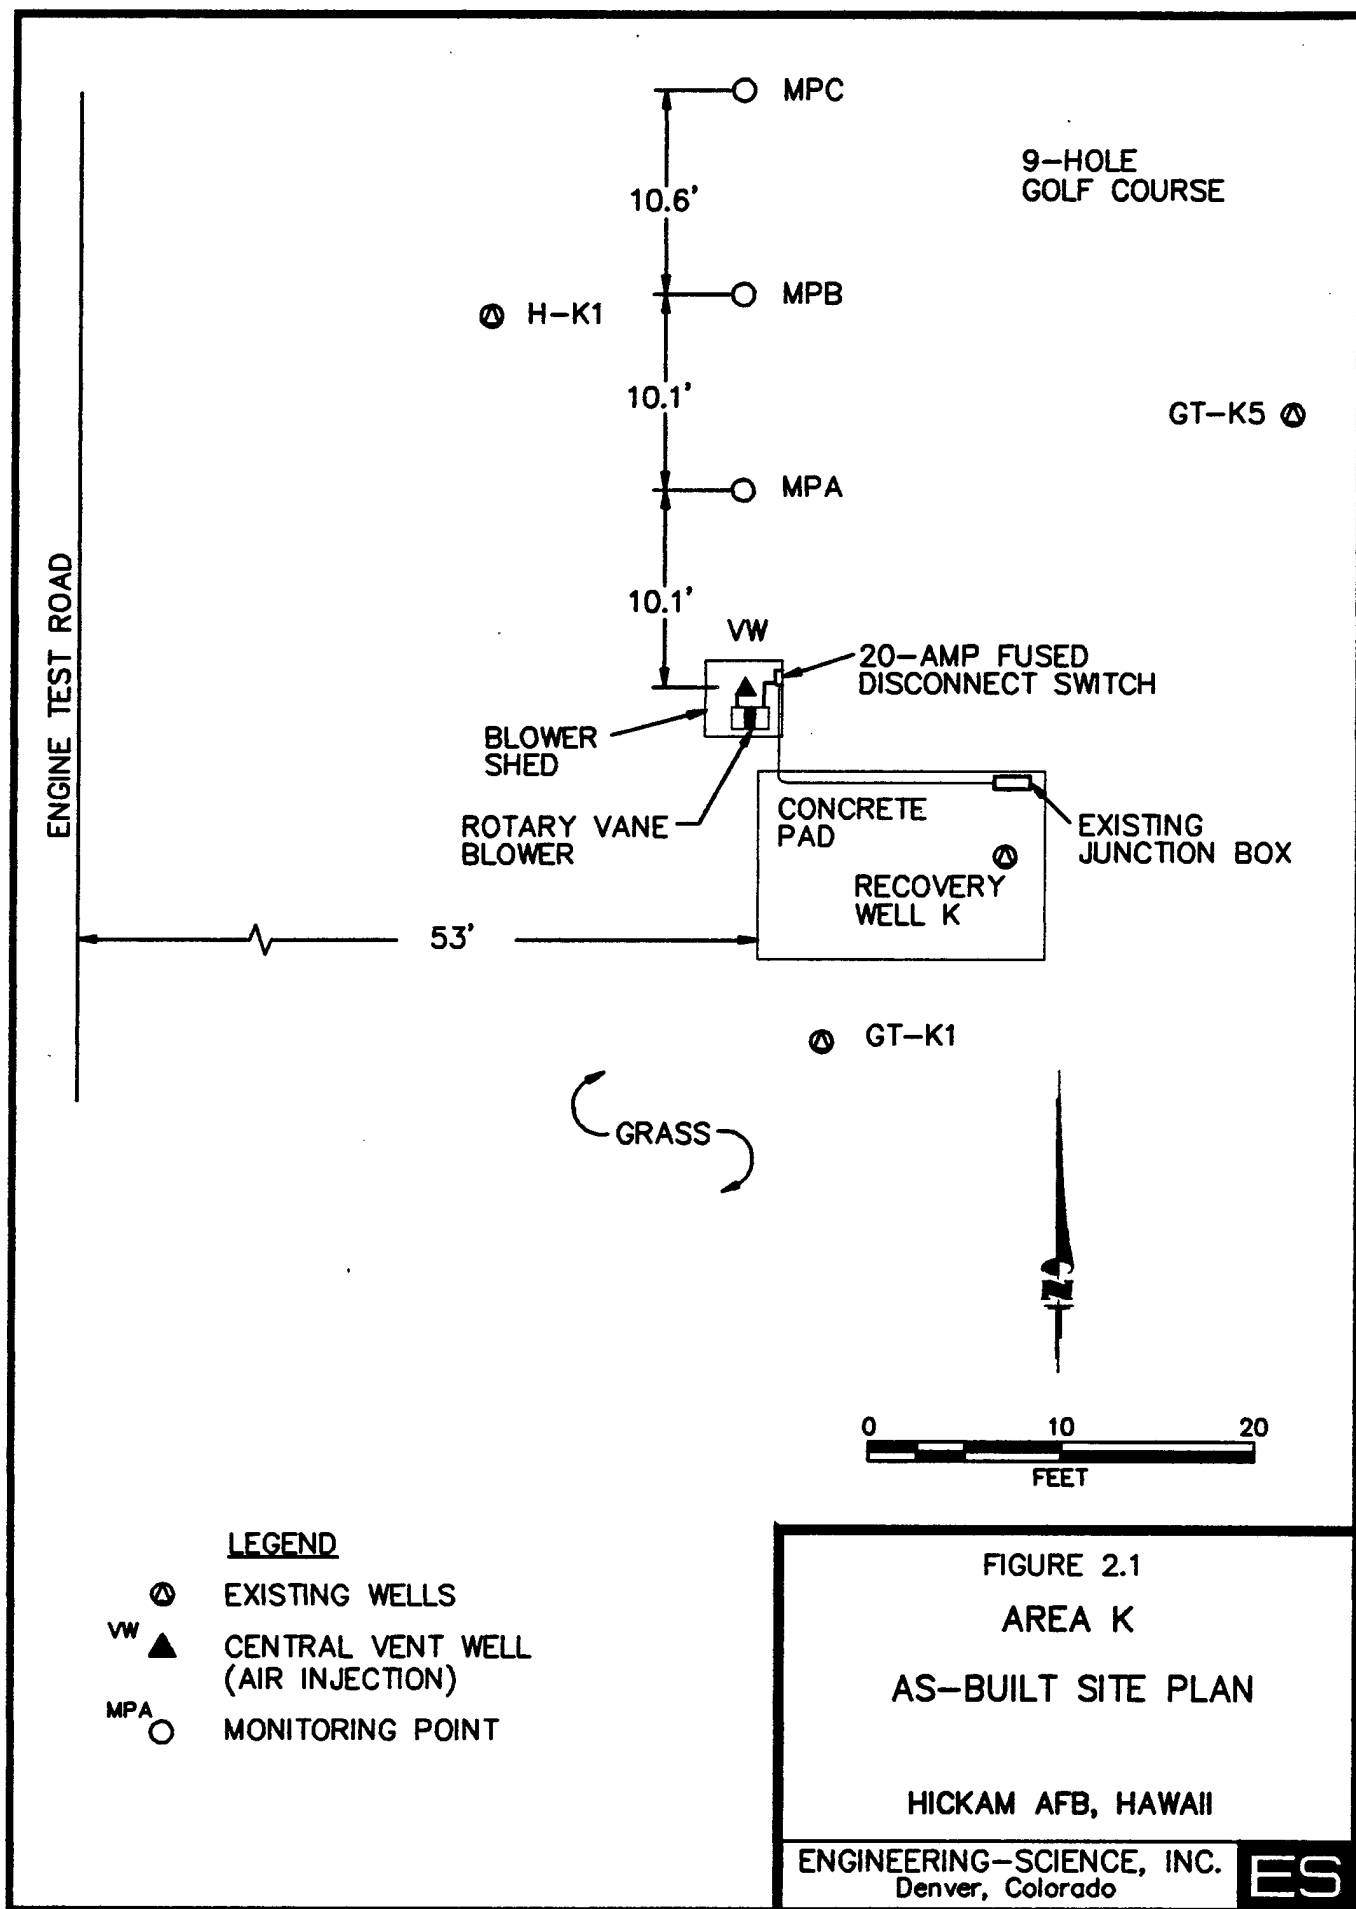 MPC
9-HOLE
GOLF COURSE
10.6'
MPB
H-K1
10.1'
GT-K5
MPA
ENGINE TEST ROAD
10.1'
VW
20-AMP FUSED
DISCONNECT SWITCH
BLOWER
SHED
CONCRETE
PAD
ROTARY VANE
BLOWER
EXISTING
JUNCTION BOX
RECOVERY
WELL K
53'
GT-K1
GRASS
N
0 10 20
FEET
LEGEND
EXISTING WELLS
VW
CENTRAL VENT WELL
(AIR INJECTION)
MPA
MONITORING POINT
FIGURE 2.1
AREA K
AS-BUILT SITE PLAN
HICKAM AFB, HAWAII
ENGINEERING-SCIENCE, INC.
Denver, Colorado
ES